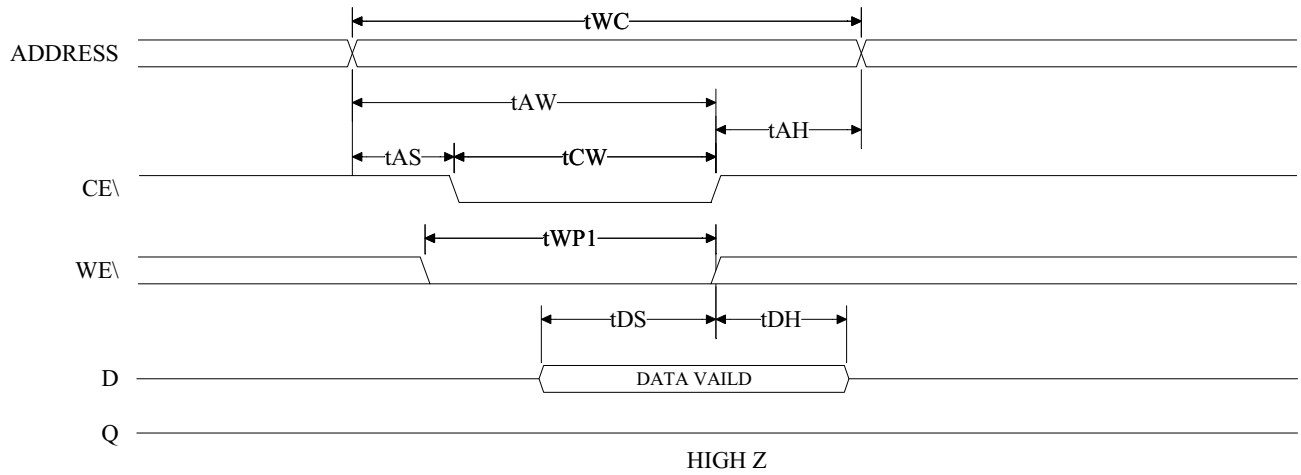 tWC
ADDRESS
tAW
tAH
tAS
tCW
CE\
tWP1
WE\
tDS
tDH
D
DATA VAILD
Q
HIGH Z